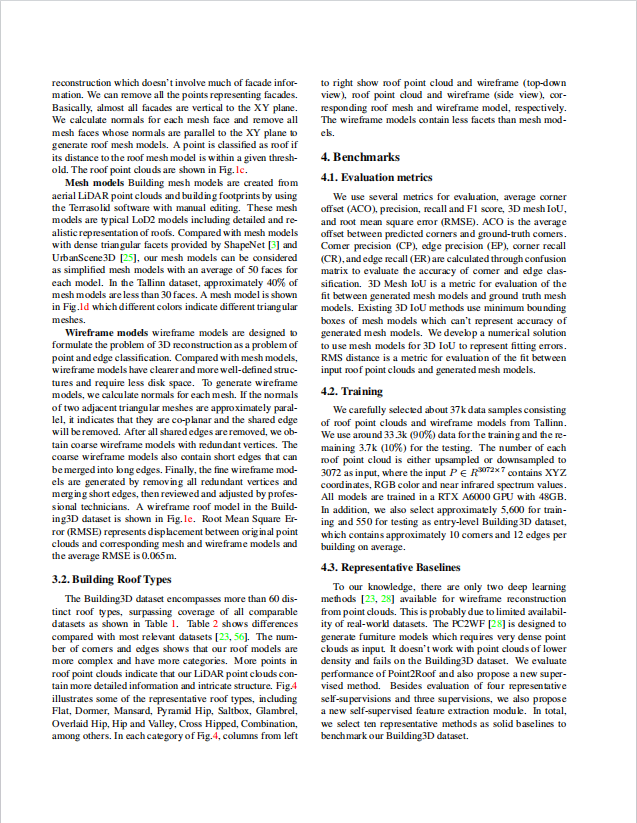 reconstruction which doesn't involve much of facade infor-
mation. We can remove all the points representing facades.
Basically, almost all facades are vertical to the XY plane.
We calculate normals for each mesh face and remove all
mesh faces whose normals are parallel to the XY plane to
generate roof mesh models. A point is classified as roof if
its distance to the roof mesh model is within a given thresh-
old. The roof point clouds are shown in Fig.1c.
Mesh models Building mesh models are created from
aerial LiDAR point clouds and building footprints by using
the Terrasolid software with manual editing. These mesh
models are typical LoD2 models including detailed and re-
alistic representation of roofs. Compared with mesh models
with dense triangular facets provided by ShapeNet [3] and
UrbanScene3D [25], our mesh models can be considered
as simplified mesh models with an average of 50 faces for
each model. In the Tallinn dataset, approximately 40% of
mesh models are less than 30 faces. A mesh model is shown
in Fig.1d which different colors indicate different triangular
meshes.
Wireframe models wireframe models are designed to
formulate the problem of 3D reconstruction as a problem of
point and edge classification. Compared with mesh models,
wireframe models have clearer and more well-defined struc-
tures and require less disk space. To generate wireframe
models, we calculate normals for each mesh. If the normals
of two adjacent triangular meshes are approximately paral-
lel, it indicates that they are co-planar and the shared edge
will be removed. After all shared edges are removed, we ob-
tain coarse wireframe models with redundant vertices. The
coarse wireframe models also contain short edges that can
be merged into long edges. Finally, the fine wireframe mod-
els are generated by removing all redundant vertices and
merging short edges, then reviewed and adjusted by profes-
sional technicians. A wireframe roof model in the Build-
ing3D dataset is shown in Fig.1e. Root Mean Square Er-
ror (RMSE) represents displacement between original point
clouds and corresponding mesh and wireframe models and
the average RMSE is 0.065m.
3.2. Building Roof Types
The Building3D dataset encompasses more than 60 dis-
tinct roof types, surpassing coverage of all comparable
datasets as shown in Table 1. Table 2 shows differences
compared with most relevant datasets [23, 56]. The num-
ber of corners and edges shows that our roof models are
more complex and have more categories. More points in
roof point clouds indicate that our LiDAR point clouds con-
tain more detailed information and intricate structure. Fig.4
illustrates some of the representative roof types, including
Flat, Dormer, Mansard, Pyramid Hip, Saltbox, Glambrel,
Overlaid Hip, Hip and Valley, Cross Hipped, Combination,
among others. In each category of Fig.4, columns from left
to right show roof point cloud and wireframe (top-down
view), roof point cloud and wireframe (side view), cor-
responding roof mesh and wireframe model, respectively.
The wireframe models contain less facets than mesh mod-
els.
4. Benchmarks
4.1. Evaluation metrics
We use several metrics for evaluation, average corner
offset (ACO), precision, recall and F1 score, 3D mesh IoU,
and root mean square error (RMSE). ACO is the average
offset between predicted corners and ground-truth corners.
Corner precision (CP), edge precision (EP), corner recall
(CR), and edge recall (ER) are calculated through confusion
matrix to evaluate the accuracy of corner and edge clas-
sification. 3D Mesh IoU is a metric for evaluation of the
fit between generated mesh models and ground truth mesh
models. Existing 3D IoU methods use minimum bounding
boxes of mesh models which can't represent accuracy of
generated mesh models. We develop a numerical solution
to use mesh models for 3D IoU to represent fitting errors.
RMS distance is a metric for evaluation of the fit between
input roof point clouds and generated mesh models.
4.2. Training
We carefully selected about 37k data samples consisting
of roof point clouds and wireframe models from Tallinn.
We use around 33.3k (90%) data for the training and the re-
maining 3.7k (10%) for the testing. The number of each
roof point cloud is either upsampled or downsampled to
3072 as input, where the input P ∈ R^{3072×7} contains XYZ
coordinates, RGB color and near infrared spectrum values.
All models are trained in a RTX A6000 GPU with 48GB.
In addition, we also select approximately 5,600 for train-
ing and 550 for testing as entry-level Building3D dataset,
which contains approximately 10 corners and 12 edges per
building on average.
4.3. Representative Baselines
To our knowledge, there are only two deep learning
methods [23, 28] available for wireframe reconstruction
from point clouds. This is probably due to limited availabil-
ity of real-world datasets. The PC2WF [28] is designed to
generate furniture models which requires very dense point
clouds as input. It doesn't work with point clouds of lower
density and fails on the Building3D dataset. We evaluate
performance of Point2Roof and also propose a new super-
vised method. Besides evaluation of four representative
self-supervisions and three supervisions, we also propose
a new self-supervised feature extraction module. In total,
we select ten representative methods as solid baselines to
benchmark our Building3D dataset.